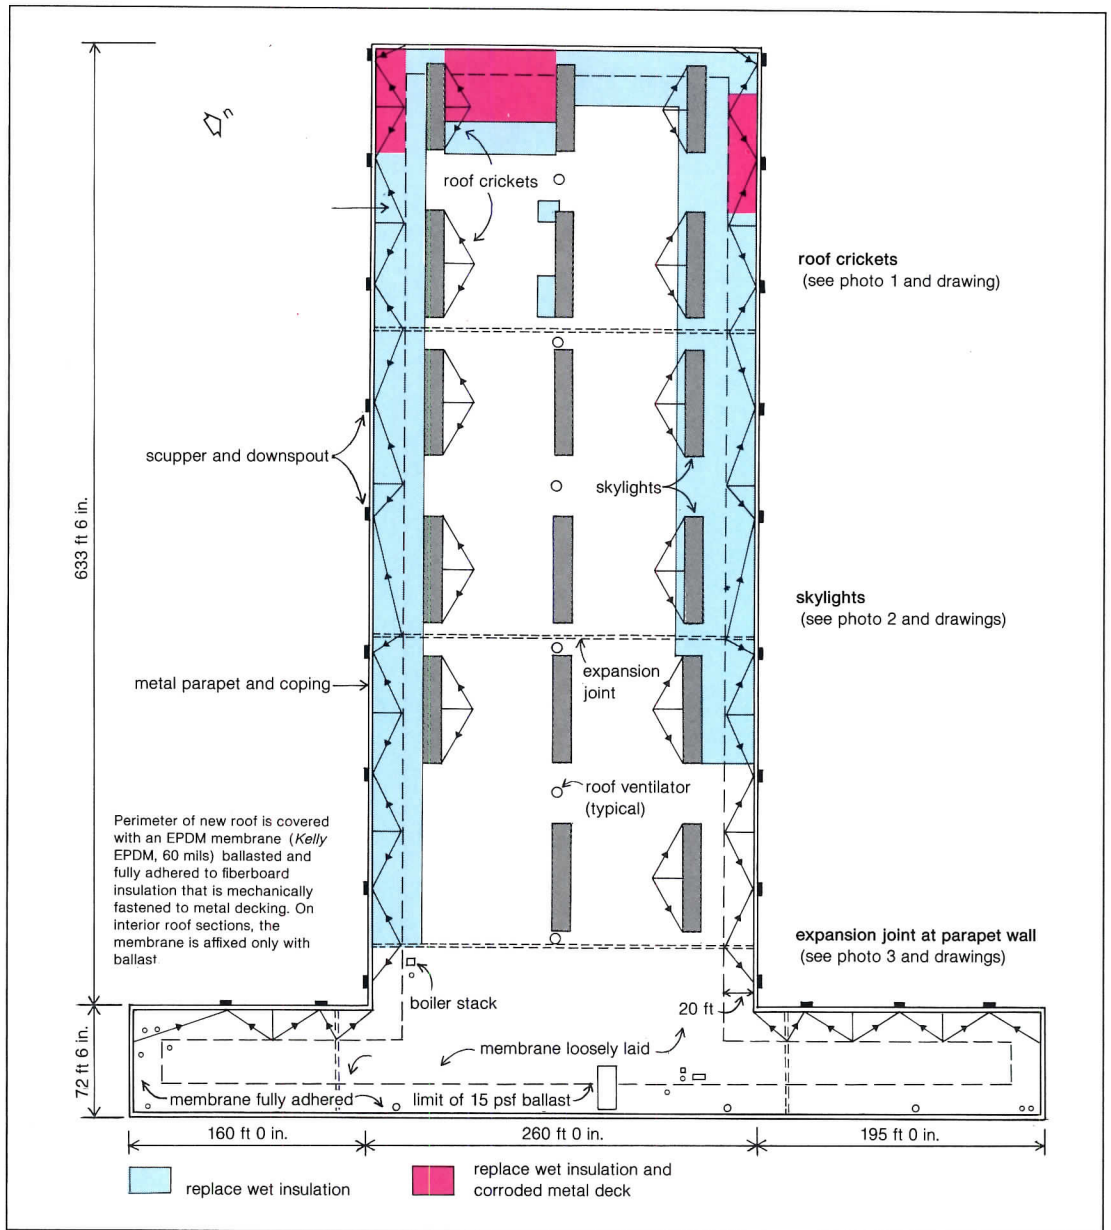 n
roof crickets
roof crickets
(see photo 1 and drawing)
scupper and downspout
skylights
633 ft 6 in.
skylights
(see photo 2 and drawings)
expansion
joint
metal parapet and coping
roof ventilator
(typical)
Perimeter of new roof is covered
with an EPDM membrane (Kelly
EPDM, 60 mils) ballasted and
fully adhered to fiberboard
insulation that is mechanically
fastened to metal decking. On
interior roof sections, the
membrane is affixed only with
ballast
expansion joint at parapet wall
(see photo 3 and drawings)
boiler stack
20 ft
72 ft 6 in.
membrane loosely laid
membrane fully adhered
limit of 15 psf ballast
160 ft 0 in.
260 ft 0 in.
195 ft 0 in.
replace wet insulation
replace wet insulation and
corroded metal deck